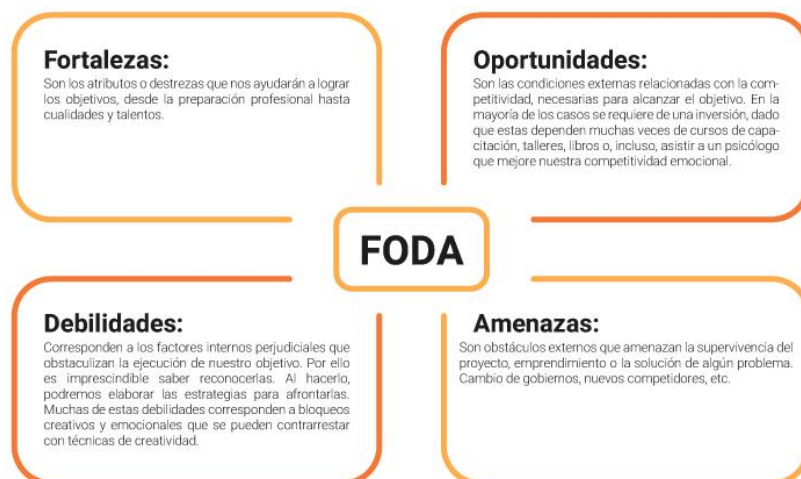 Fortalezas:
Son los atributos o destrezas que nos ayudarán a lograr
los objetivos, desde la preparación profesional hasta
cualidades y talentos.
Oportunidades:
Son las condiciones externas relacionadas con la com-
petitividad, necesarias para alcanzar el objetivo. En la
mayoría de los casos se requiere de una inversión, dado
que estas dependen muchas veces de cursos de capa-
citación, talleres, libros o, incluso, asistir a un psicólogo
que mejore nuestra competitividad emocional.
FODA
Debilidades:
Corresponden a los factores internos perjudiciales que
obstaculizan la ejecución de nuestro objetivo. Por ello
es imprescindible saber reconocerlas. Al hacerlo,
podremos elaborar las estrategias para afrontarlas.
Muchas de estas debilidades corresponden a bloqueos
creativos y emocionales que se pueden contrarrestar
con técnicas de creatividad.
Amenazas:
Son obstáculos externos que amenazan la supervivencia del
proyecto, emprendimiento o la solución de algún problema.
Cambio de gobiernos, nuevos competidores, etc.